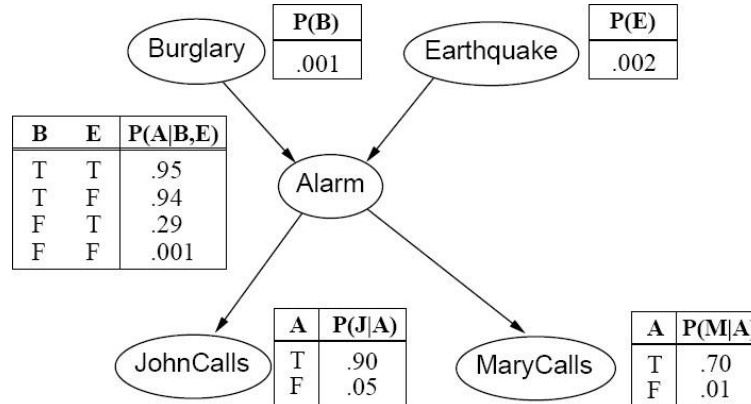 Burglary
P(B)
.001
Earthquake
P(E)
.002
B E P(A|B,E)
T T .95
T F .94
F T .29
F F .001
Alarm
JohnCalls
A P(J|A)
T .90
F .05
MaryCalls
A P(M|A)
T .70
F .01